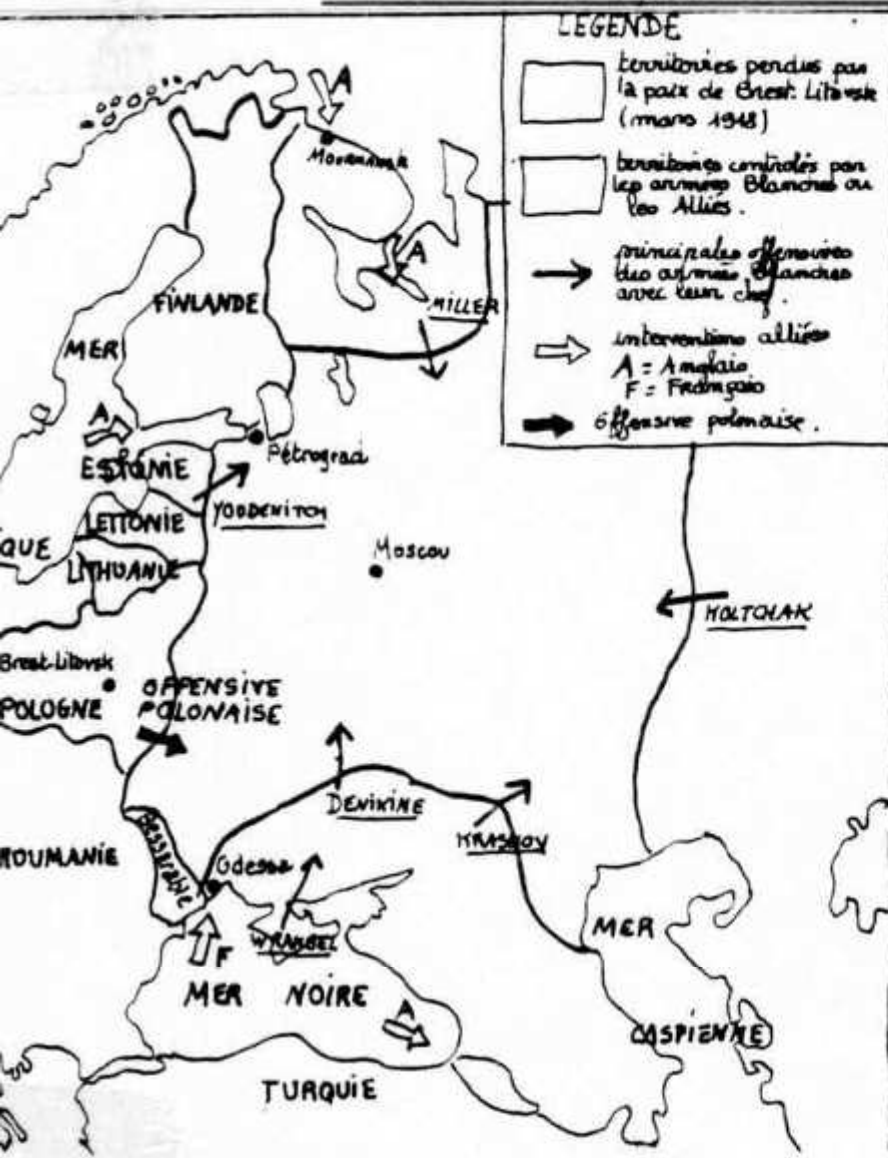 LEGENDE
territoires perdus par
la paix de Brest-Litovsk
(mars 1918)
territoires contrôlés par
les armées Blanches ou
les Alliés.
principales offensives
des armées Blanches
avec leur chef.
interventions alliées
A = Anglais
F = Français
Offensive polonaise.
A
Mourmansk
A
MILLER
FINLANDE
MER
A
Pétrograd
ESTONIE
YOUDENITCH
LETTONIE
QUE
LITHUANIE
Moscou
KOLTCHAK
Brest-Litovsk
POLOGNE
OFFENSIVE
POLONAISE
DENIKINE
KRASNOV
ROUMANIE
Bessarabie
Odessa
WRANGEL
F
MER NOIRE
A
MER
CASPIENNE
TURQUIE